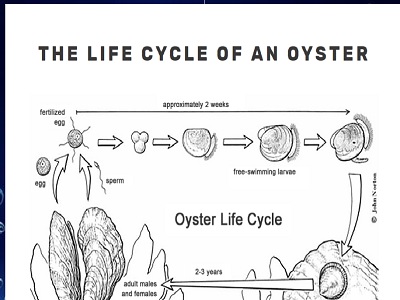 THE LIFE CYCLE OF AN OYSTER
approximately 2 weeks
fertilized
egg
egg
sperm
free-swimming larvae
© John Norton
Oyster Life Cycle
2-3 years
adult males
and females